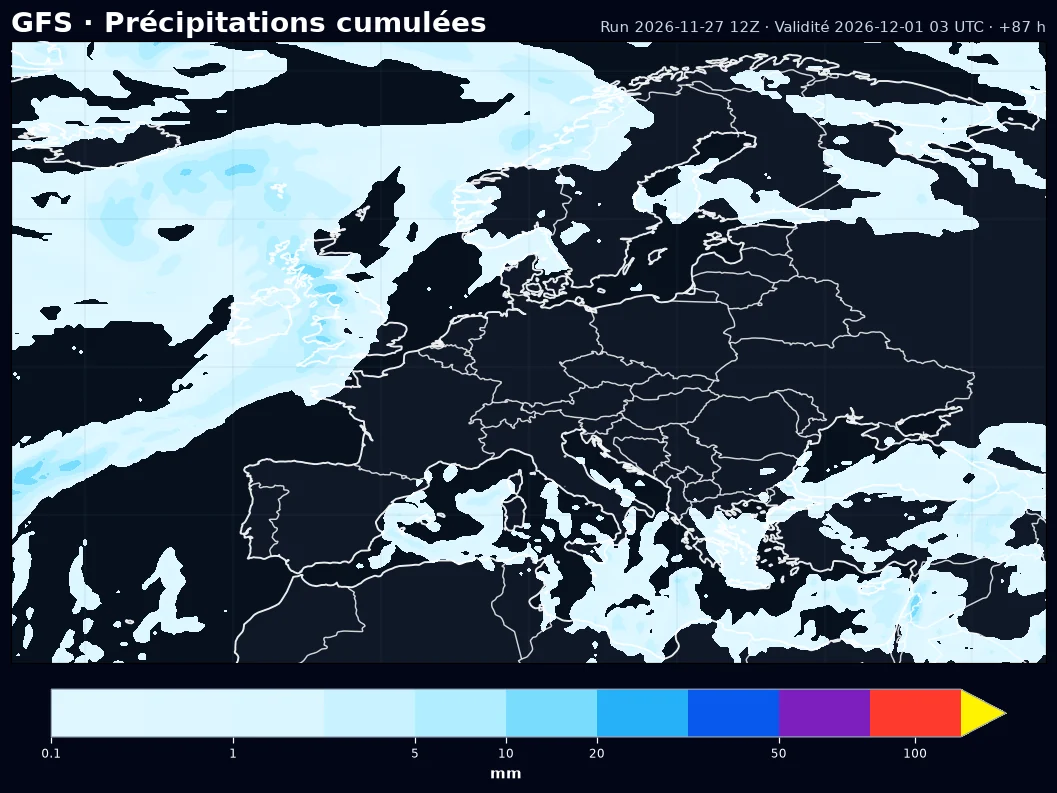 GFS · Précipitations cumulées
Run 2026-11-27 12Z · Validité 2026-12-01 03 UTC · +87 h
0.1 1 5 10 20 50 100
mm